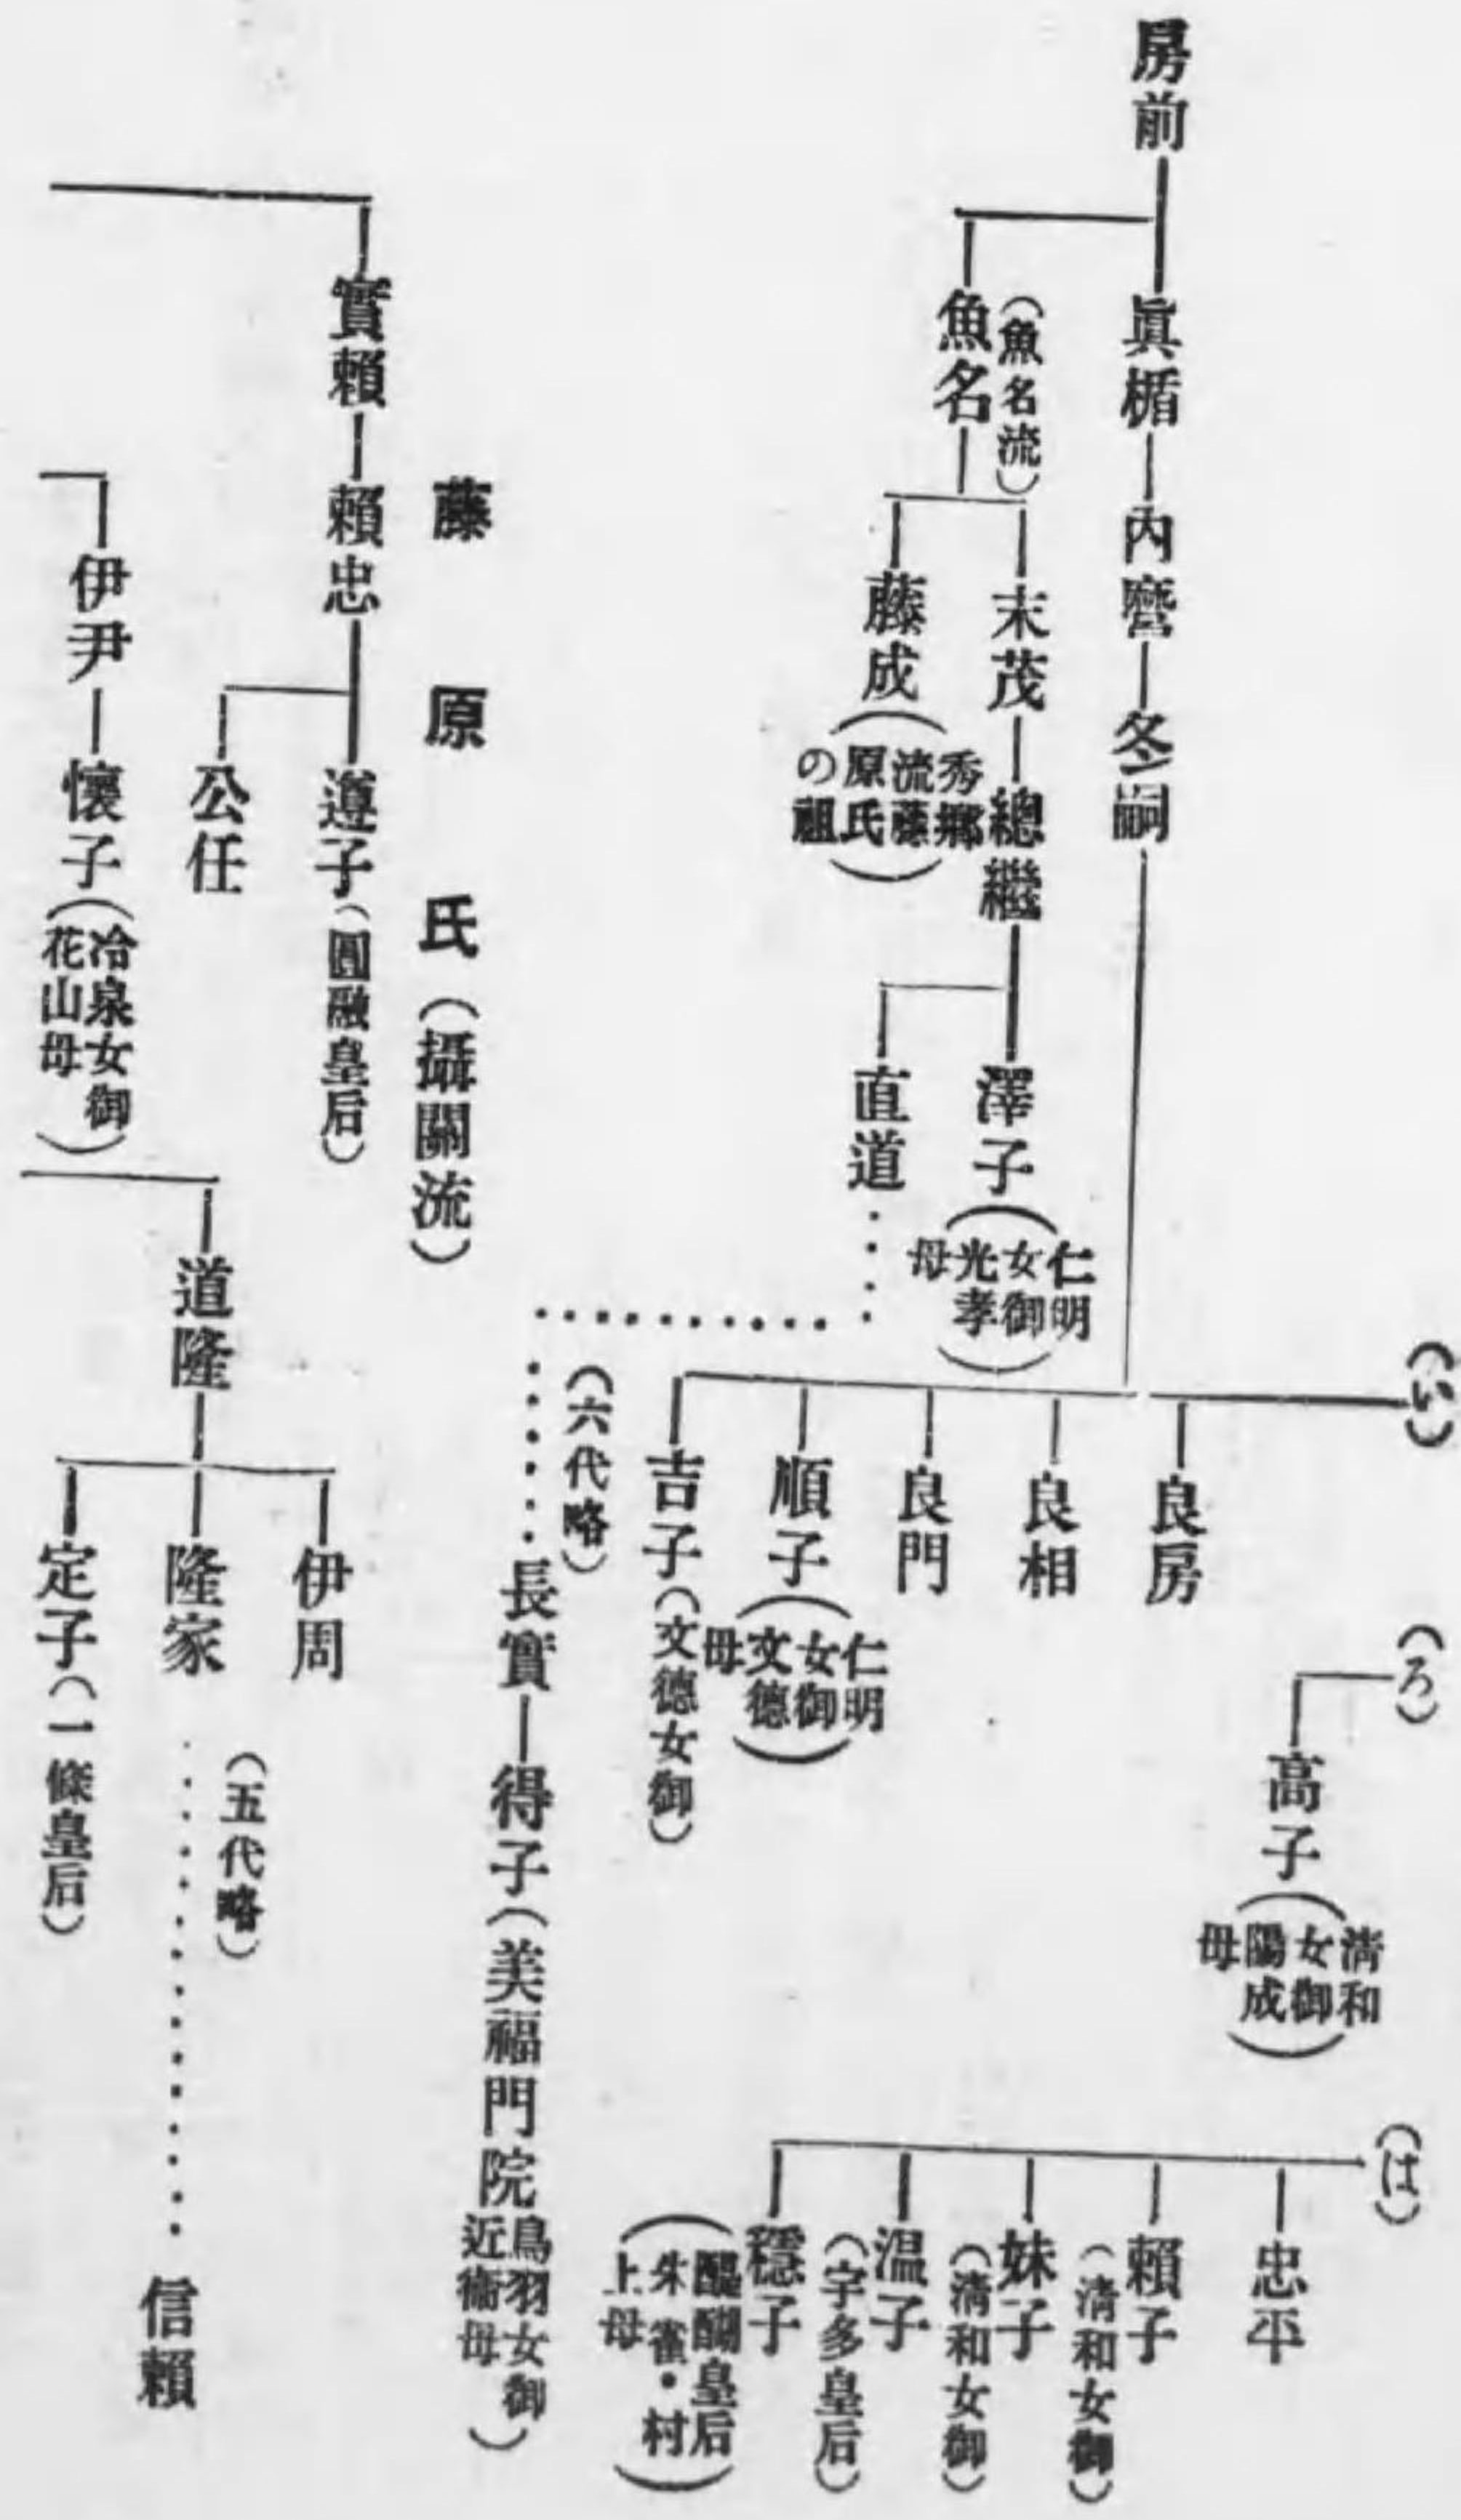 (い)
(ろ)
(は)
房前
眞楯
內麿
冬嗣
良房
良相
良門
順子(仁明女御文德母)
吉子(文德女御)
高子(淸和女御陽成母)
忠平
賴子(淸和女御)
妹子(淸和女御)
溫子(宇多皇后)
穩子(醍醐皇后朱雀・村上母)
(魚名流)
魚名
末茂
總繼
澤子(仁明女御光孝母)
直道
(六代略)
長實
得子(美福門院鳥羽女御近衞母)
藤成(秀鄕流藤原氏の祖)
藤原氏(攝關流)
實賴
賴忠
遵子(圓融皇后)
公任
伊尹
懷子(冷泉女御花山母)
道隆
伊周
隆家
(五代略)
信賴
定子(一條皇后)